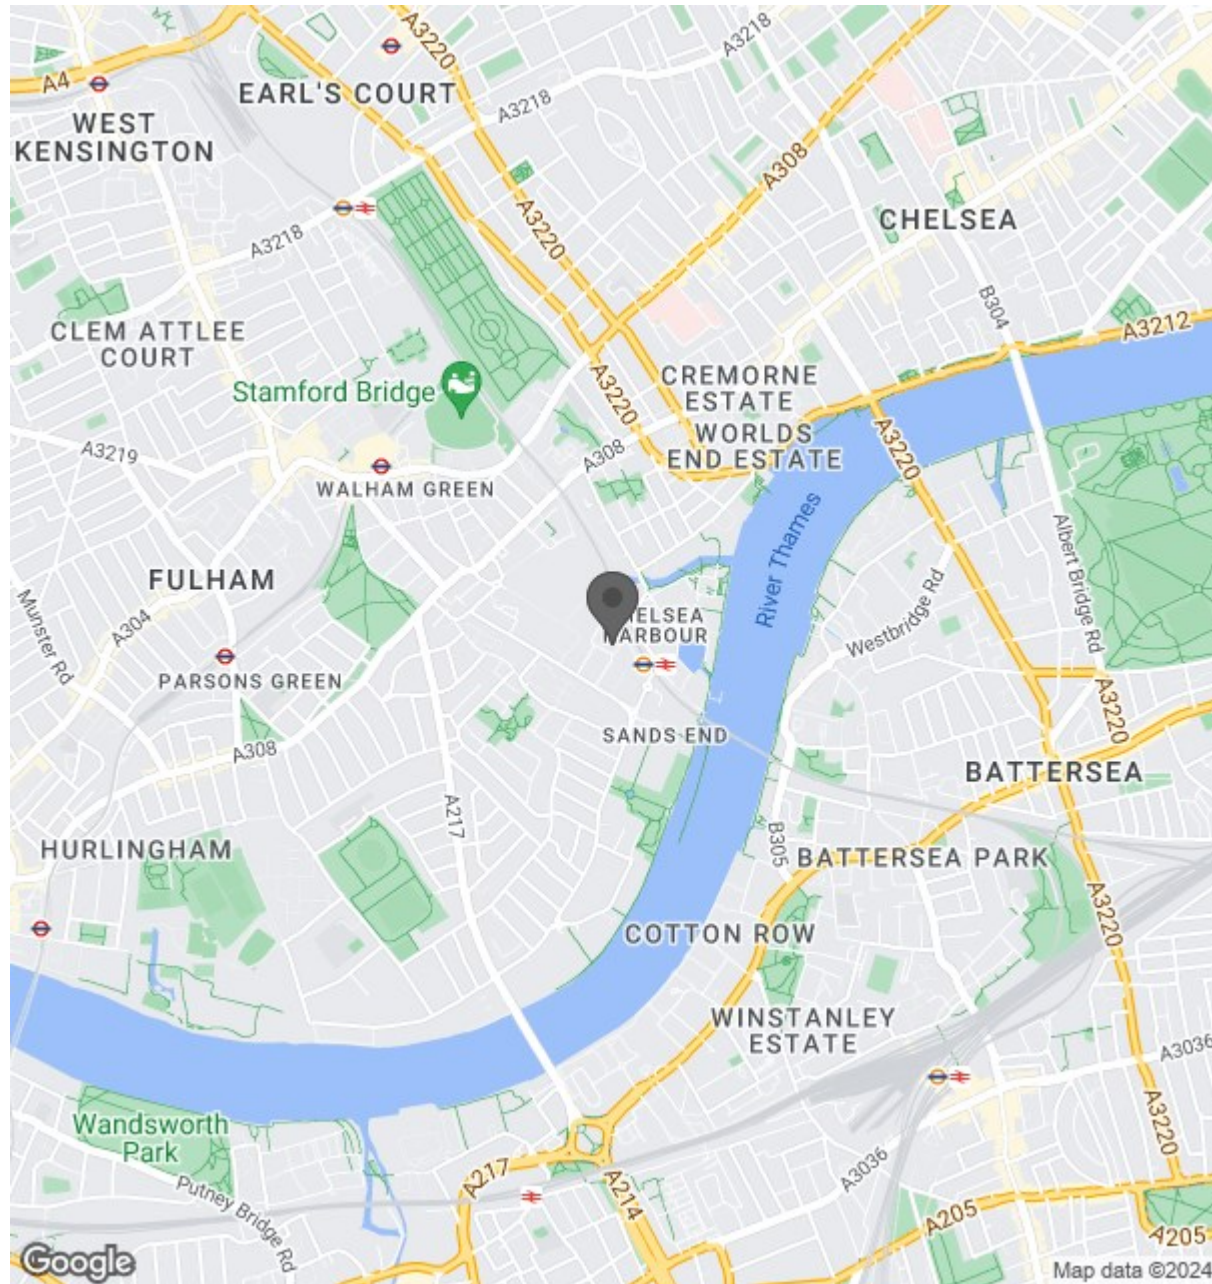 A3220
A3218
A4
EARL'S COURT
A3218
WEST
KENSINGTON
A308
A3218
A3220
CHELSEA
B304
CLEM ATTLEE
COURT
A3212
Stamford Bridge
A3220
CREMORNE
ESTATE
WORLDS
END ESTATE
A3220
A3219
A308
WALHAM GREEN
River Thames
Albert Bridge Rd
FULHAM
Munster Rd
A304
HELSEA
HARBOUR
Westbridge Rd
PARSONS GREEN
A3220
A308
SANDS END
BATTERSEA
A217
B305
HURLINGHAM
BATTERSEA PARK
A3220
COTTON ROW
WINSTANLEY
ESTATE
A3036
Wandsworth
Park
A3220
Putney Bridge Rd
A217
A214
A3036
A205
A205
Google
Map data ©2024